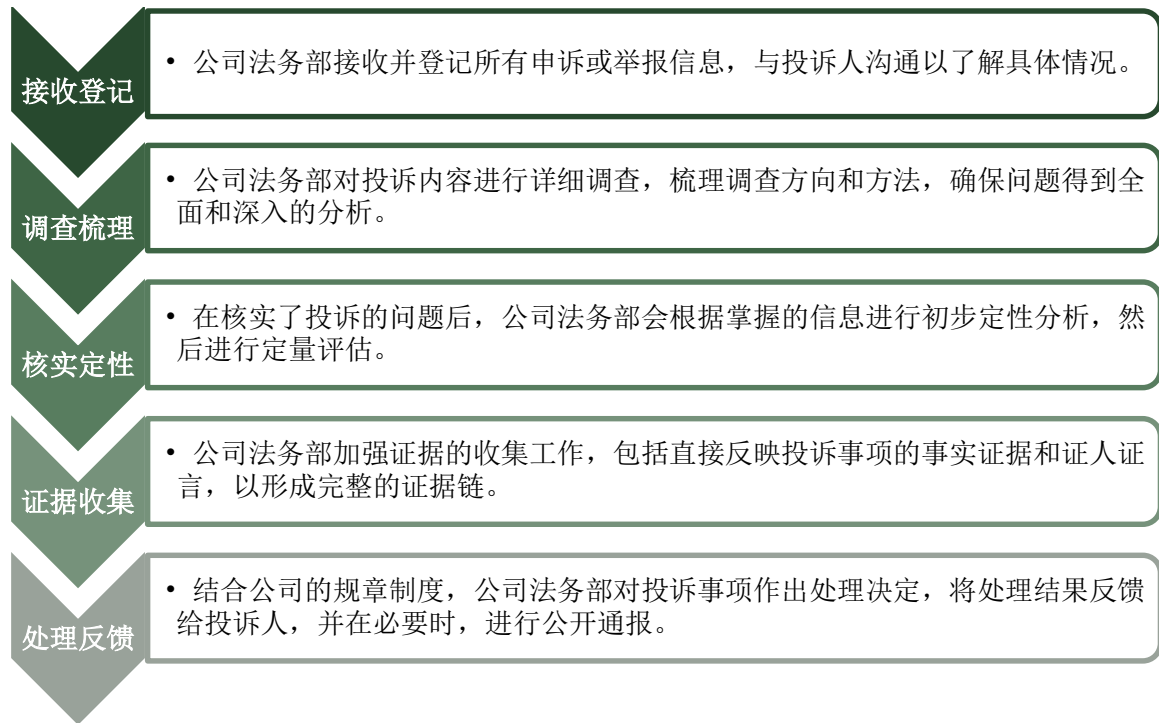 接收登记
• 公司法务部接收并登记所有申诉或举报信息，与投诉人沟通以了解具体情况。
调查梳理
• 公司法务部对投诉内容进行详细调查，梳理调查方向和方法，确保问题得到全
面和深入的分析。
核实定性
• 在核实了投诉的问题后，公司法务部会根据掌握的信息进行初步定性分析，然
后进行定量评估。
证据收集
• 公司法务部加强证据的收集工作，包括直接反映投诉事项的事实证据和证人证
言，以形成完整的证据链。
处理反馈
• 结合公司的规章制度，公司法务部对投诉事项作出处理决定，将处理结果反馈
给投诉人，并在必要时，进行公开通报。